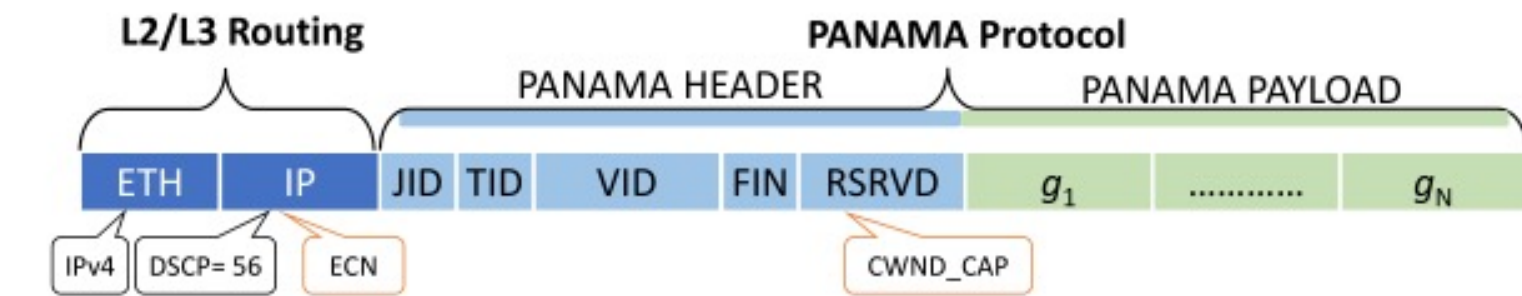 L2/L3 Routing PANAMA Protocol
PANAMA HEADER PANAMA PAYLOAD
ETH IP JID TID VID FIN RSRVD g1 ............ gN
IPv4 DSCP= 56 ECN CWND_CAP